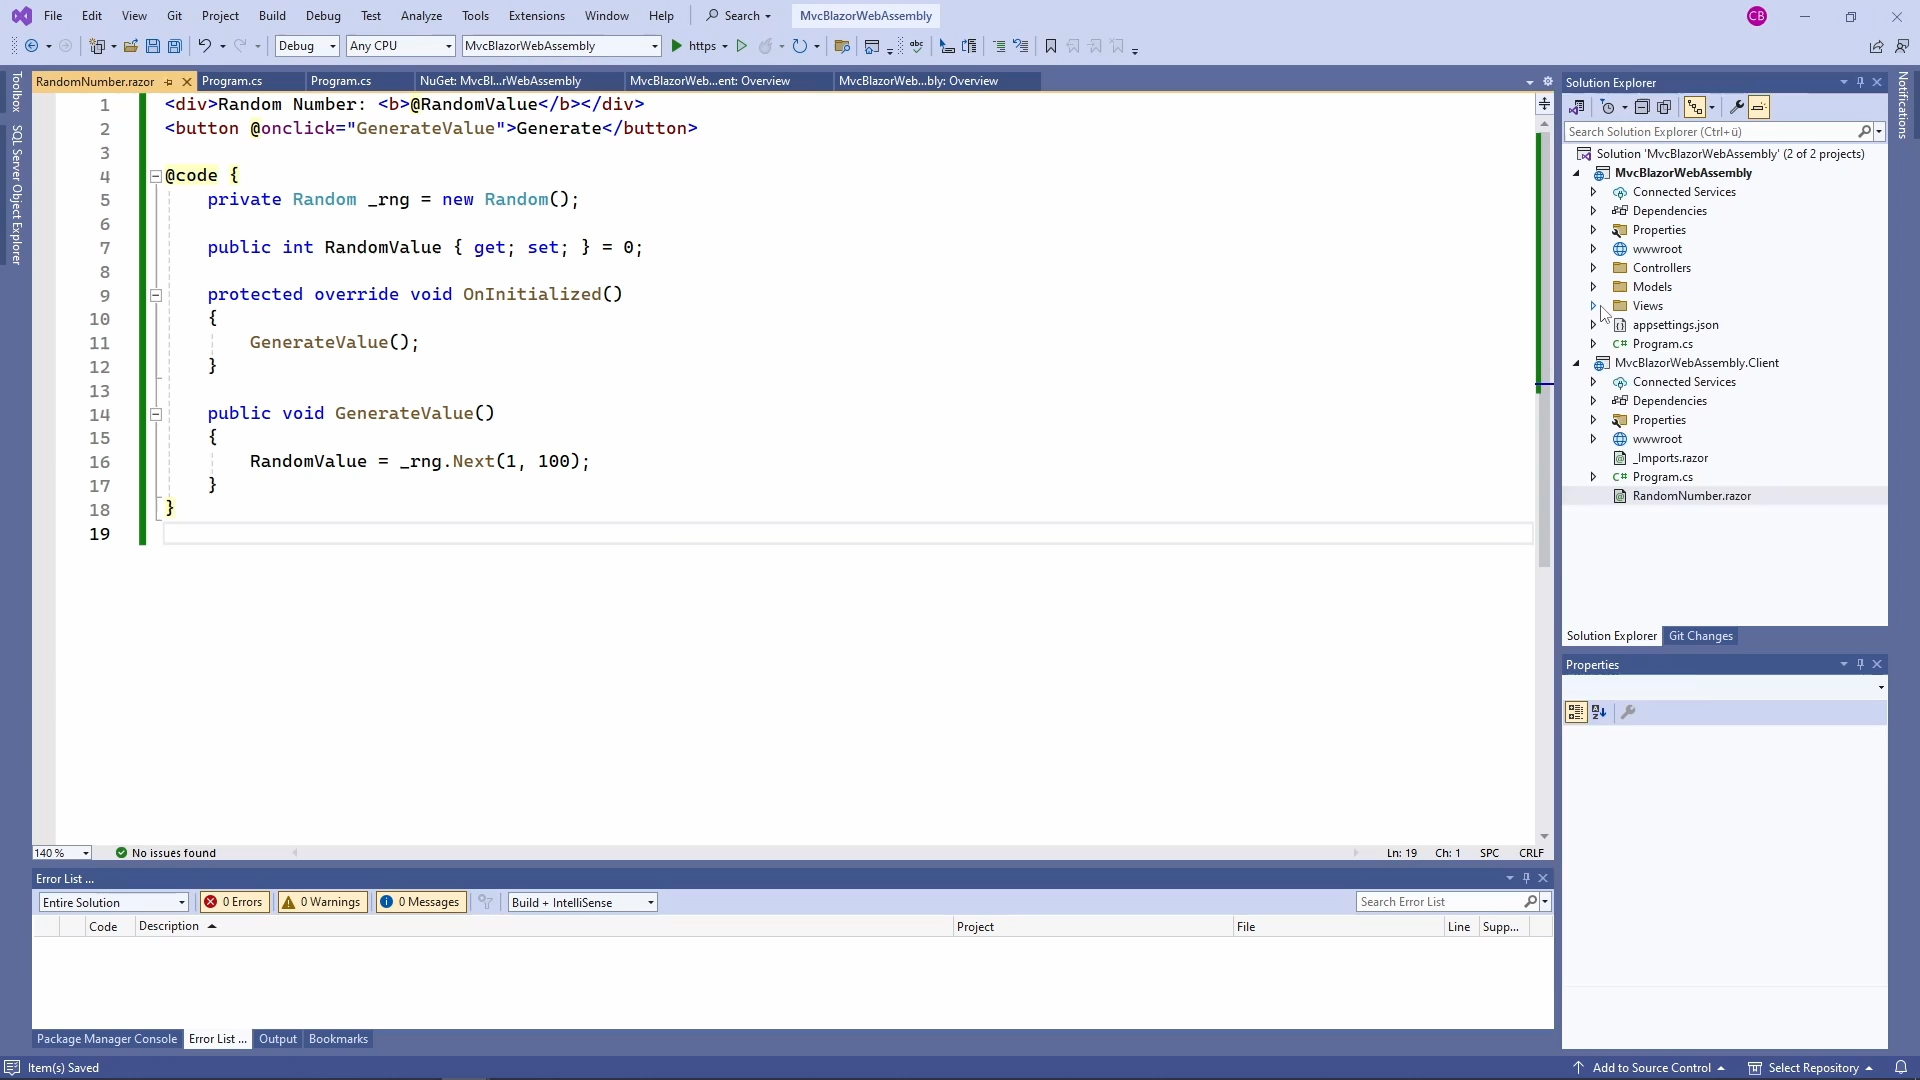 File Edit View Git Project Build Debug Test Analyze Tools Extensions Window Help Search MvcBlazorWebAssembly CB
Debug Any CPU MvcBlazorWebAssembly https
Toolbox
SQL Server Object Explorer
RandomNumber.razor Program.cs Program.cs NuGet: MvcBl...rWebAssembly MvcBlazorWeb...ent: Overview MvcBlazorWeb...bly: Overview
1 <div>Random Number: <b>@RandomValue</b></div>
2 <button @onclick="GenerateValue">Generate</button>
3
4 @code {
5 private Random _rng = new Random();
6
7 public int RandomValue { get; set; } = 0;
8
9 protected override void OnInitialized()
10 {
11 GenerateValue();
12 }
13
14 public void GenerateValue()
15 {
16 RandomValue = _rng.Next(1, 100);
17 }
18 }
19
140 % No issues found Ln: 19 Ch: 1 SPC CRLF
Error List ...
Entire Solution 0 Errors 0 Warnings 0 Messages Build + IntelliSense Search Error List
Code Description Project File Line Supp...
Package Manager Console Error List ... Output Bookmarks
Solution Explorer
Search Solution Explorer (Ctrl+ü)
Solution 'MvcBlazorWebAssembly' (2 of 2 projects)
MvcBlazorWebAssembly
Connected Services
Dependencies
Properties
wwwroot
Controllers
Models
Views
appsettings.json
C# Program.cs
MvcBlazorWebAssembly.Client
Connected Services
Dependencies
Properties
wwwroot
_Imports.razor
C# Program.cs
RandomNumber.razor
Solution Explorer Git Changes
Properties
Notifications
Item(s) Saved Add to Source Control Select Repository